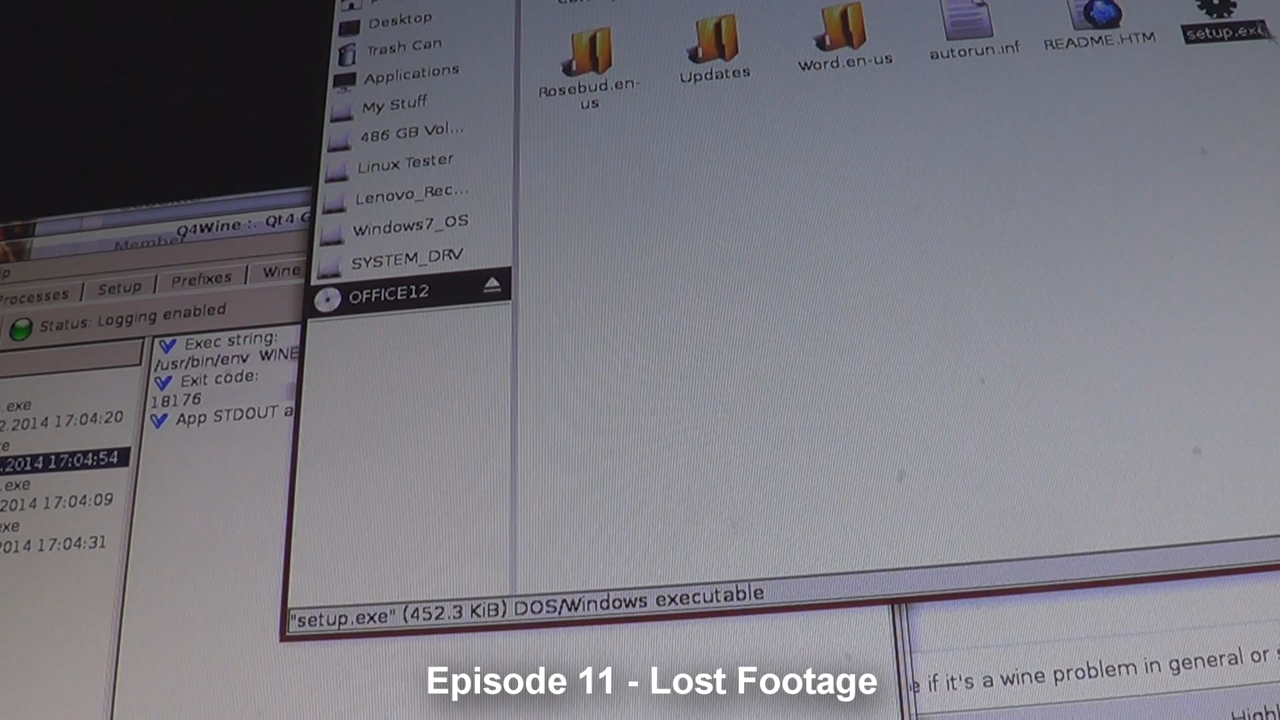 Desktop
Trash Can
Applications
My Stuff
486 GB Vol...
Linux Tester
Lenovo_Rec...
Windows7_OS
SYSTEM_DRV
OFFICE12
Rosebud.en-
us
Updates
Word.en-us
autorun.inf
README.HTM
setup.exe
"setup.exe" (452.3 KiB) DOS/Windows executable
Q4Wine :. Qt4 G
Member
Processes
Setup
Prefixes
Wine
Status: Logging enabled
Exec string:
/usr/bin/env WINE
Exit code:
18176
App STDOUT a
.exe
2.2014 17:04:20
e
.2014 17:04:54
.exe
2014 17:04:09
exe
2014 17:04:31
e if it's a wine problem in general or s
Highl
Episode 11 - Lost Footage